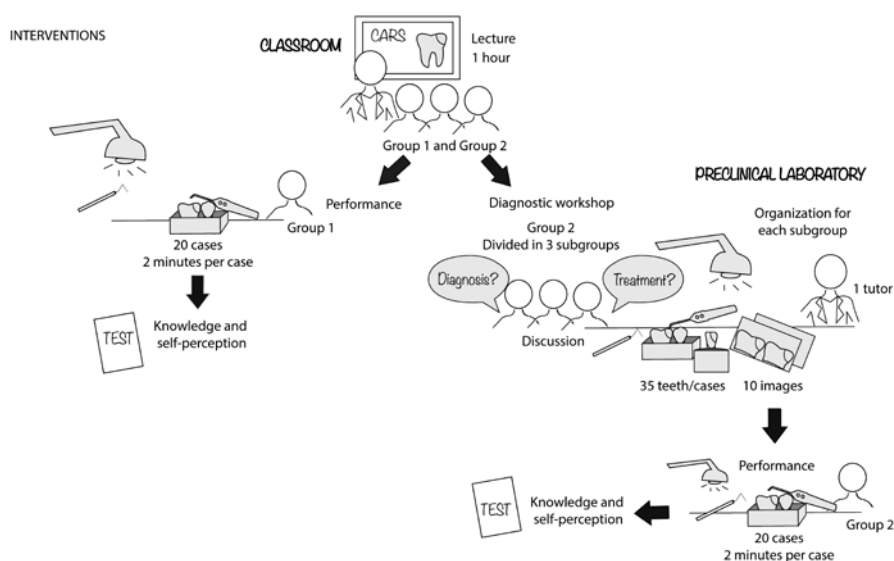 INTERVENTIONS
CLASSROOM
CARS
Lecture
1 hour
Group 1 and Group 2
Performance
Group 1
20 cases
2 minutes per case
TEST
Knowledge and
self-perception
Diagnostic workshop
Group 2
Divided in 3 subgroups
Diagnosis?
Treatment?
Discussion
PRECLINICAL LABORATORY
Organization for
each subgroup
1 tutor
35 teeth/cases
10 images
Performance
Group 2
20 cases
2 minutes per case
Knowledge and
self-perception
TEST